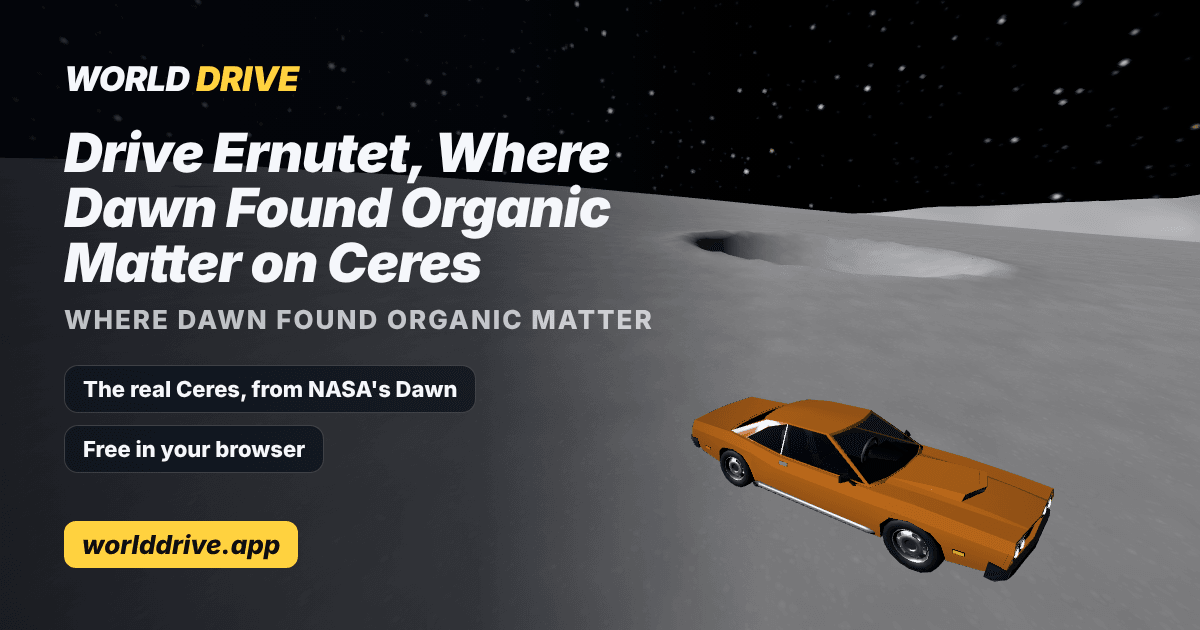 WORLD DRIVE
Drive Ernutet, Where
Dawn Found Organic
Matter on Ceres
WHERE DAWN FOUND ORGANIC MATTER
The real Ceres, from NASA's Dawn
Free in your browser
worlddrive.app